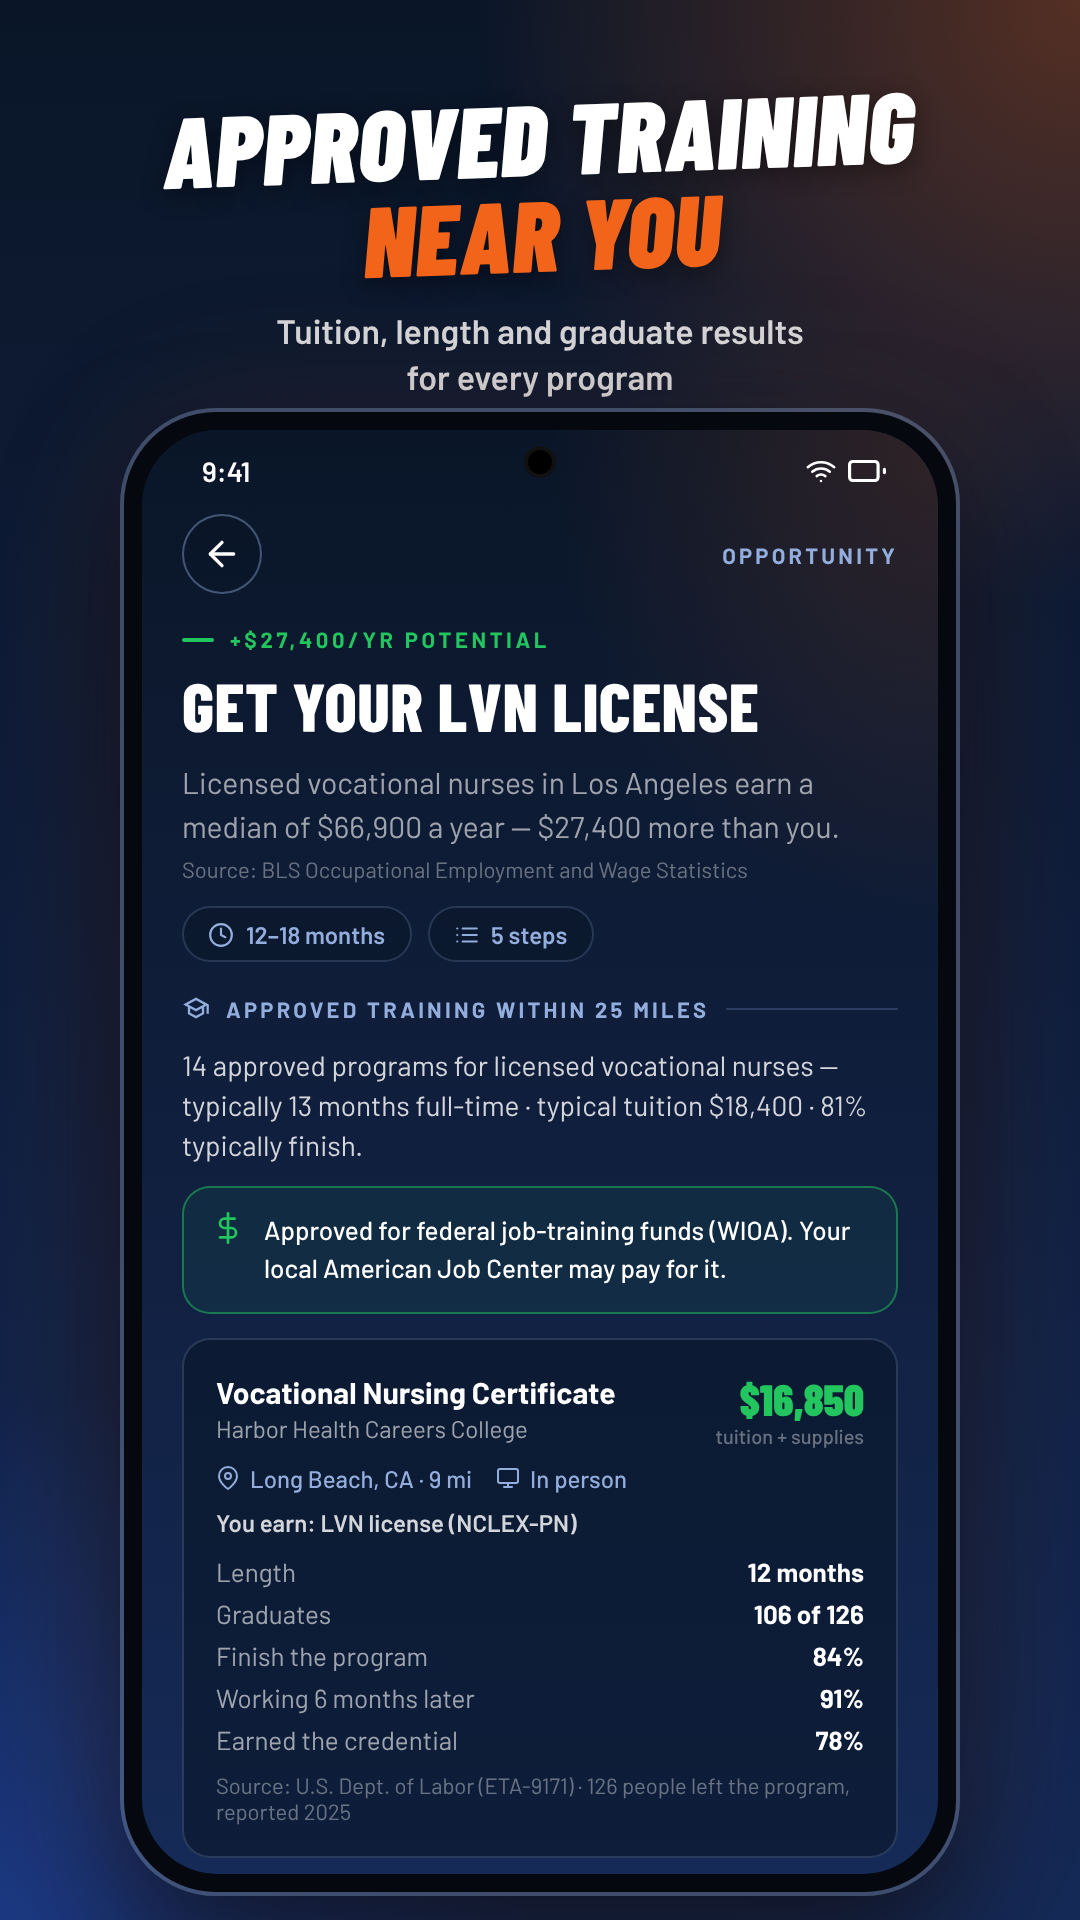 APPROVED TRAINING
NEAR YOU
Tuition, length and graduate results
for every program
9:41
OPPORTUNITY
+$27,400/YR POTENTIAL
GET YOUR LVN LICENSE
Licensed vocational nurses in Los Angeles earn a
median of $66,900 a year — $27,400 more than you.
Source: BLS Occupational Employment and Wage Statistics
12–18 months
5 steps
APPROVED TRAINING WITHIN 25 MILES
14 approved programs for licensed vocational nurses —
typically 13 months full-time · typical tuition $18,400 · 81%
typically finish.
Approved for federal job-training funds (WIOA). Your
local American Job Center may pay for it.
Vocational Nursing Certificate
$16,850
Harbor Health Careers College
tuition + supplies
Long Beach, CA · 9 mi
In person
You earn: LVN license (NCLEX-PN)
Length 12 months
Graduates 106 of 126
Finish the program 84%
Working 6 months later 91%
Earned the credential 78%
Source: U.S. Dept. of Labor (ETA-9171) · 126 people left the program,
reported 2025